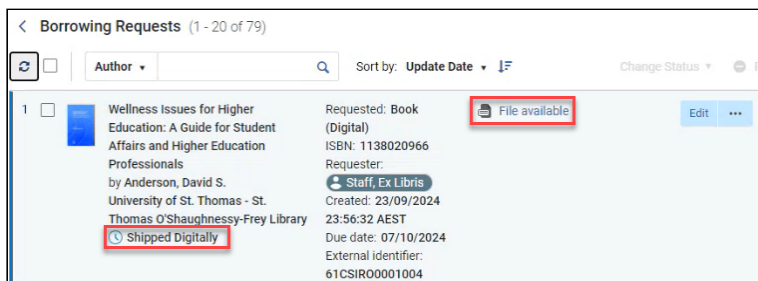 Borrowing Requests (1 - 20 of 79)
Author Sort by: Update Date Change Status
1 Wellness Issues for Higher
Education: A Guide for Student
Affairs and Higher Education
Professionals
by Anderson, David S.
University of St. Thomas - St.
Thomas O'Shaughnessy-Frey Library
Shipped Digitally
Requested: Book
(Digital)
ISBN: 1138020966
Requester:
Staff, Ex Libris
Created: 23/09/2024
23:56:32 AEST
Due date: 07/10/2024
External identifier:
61CSIRO0001004
File available
Edit